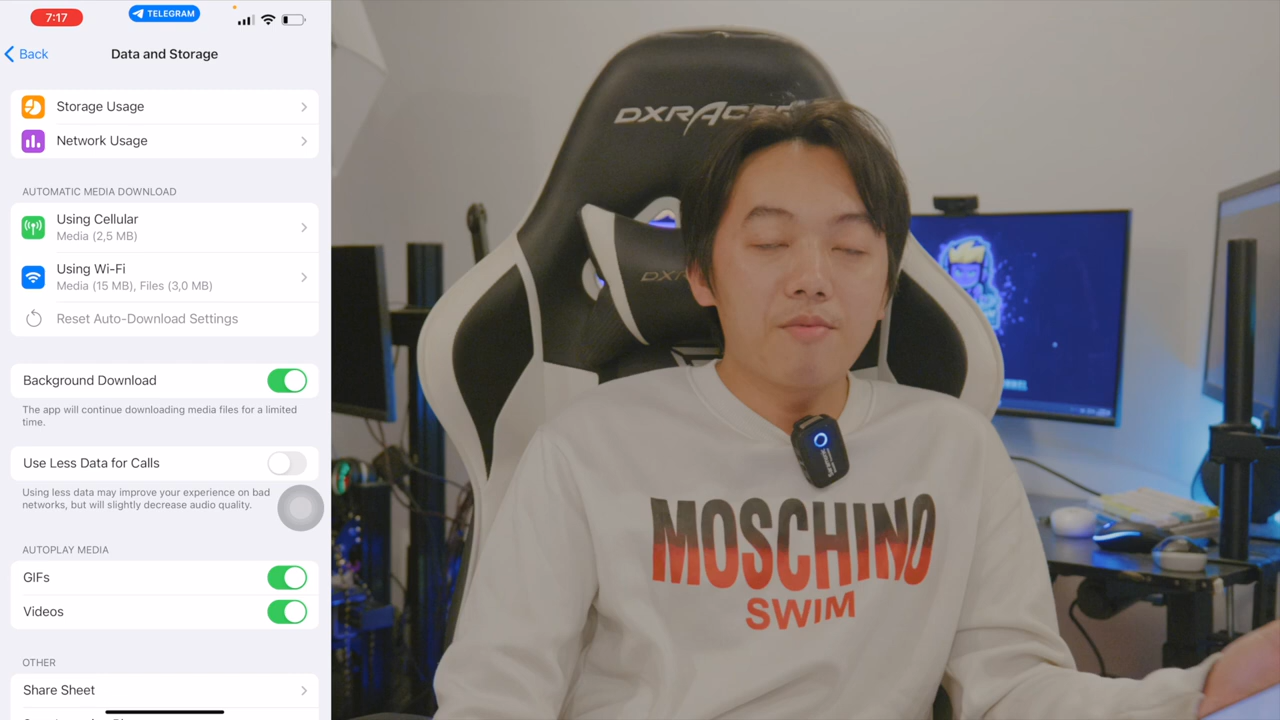 7:17
TELEGRAM
Back
Data and Storage
Storage Usage
Network Usage
AUTOMATIC MEDIA DOWNLOAD
Using Cellular
Media (2,5 MB)
Using Wi-Fi
Media (15 MB), Files (3,0 MB)
Reset Auto-Download Settings
Background Download
The app will continue downloading media files for a limited
time.
Use Less Data for Calls
Using less data may improve your experience on bad
networks, but will slightly decrease audio quality.
AUTOPLAY MEDIA
GIFs
Videos
OTHER
Share Sheet
DXRACER
MOSCHINO
SWIM